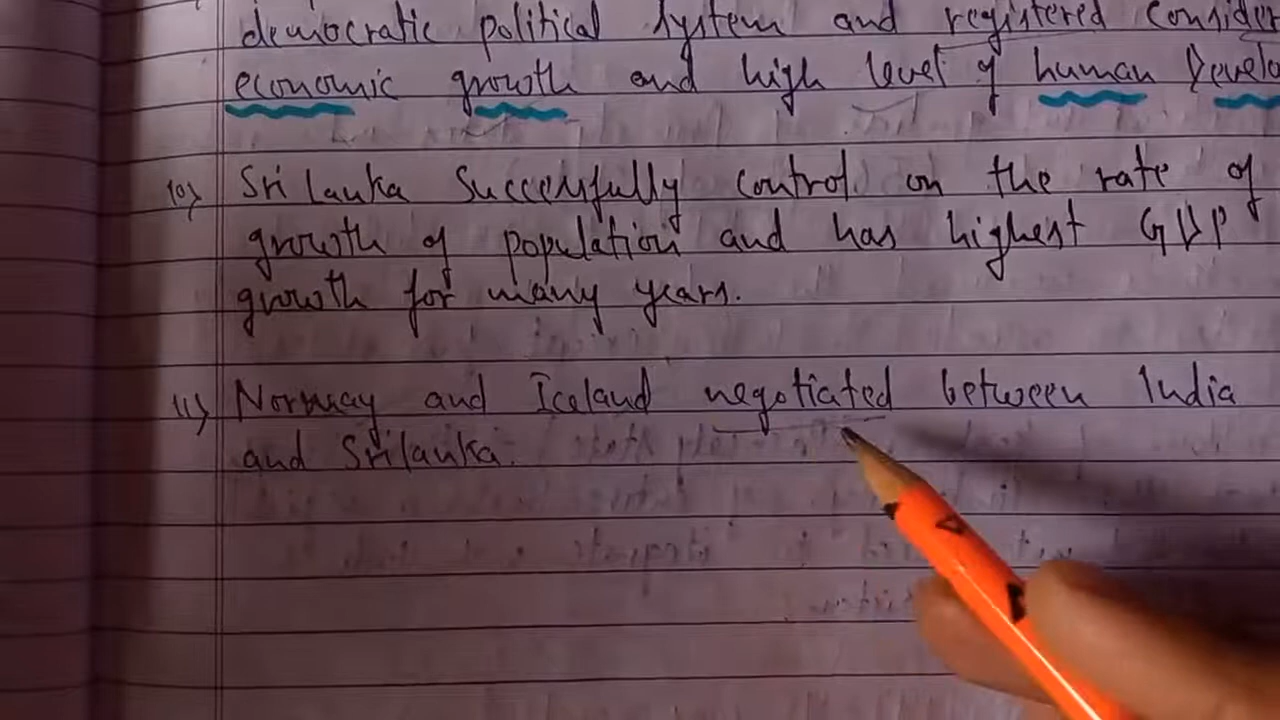 democratic political system and registered Consider
economic growth and high level of human Develo
10) Sri Lanka Successfully control on the rate of
growth of population and has highest GDP
growth for many years.
11) Norway and Iceland negotiated between India
and Srilanka.